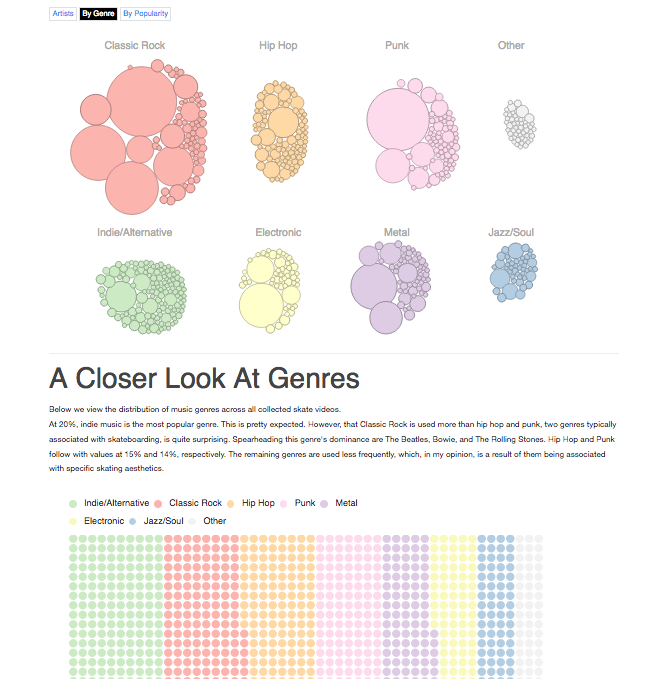 Artists By Genre By Popularity
Classic Rock Hip Hop Punk Other
Indie/Alternative Electronic Metal Jazz/Soul
A Closer Look At Genres
Below we view the distribution of music genres across all collected skate videos.
At 20%, indie music is the most popular genre. This is pretty expected. However, that Classic Rock is used more than hip hop and punk, two genres typically
associated with skateboarding, is quite surprising. Spearheading this genre's dominance are The Beatles, Bowie, and The Rolling Stones. Hip Hop and Punk
follow with values at 15% and 14%, respectively. The remaining genres are used less frequently, which, in my opinion, is a result of them being associated
with specific skating aesthetics.
Indie/Alternative Classic Rock Hip Hop Punk Metal
Electronic Jazz/Soul Other